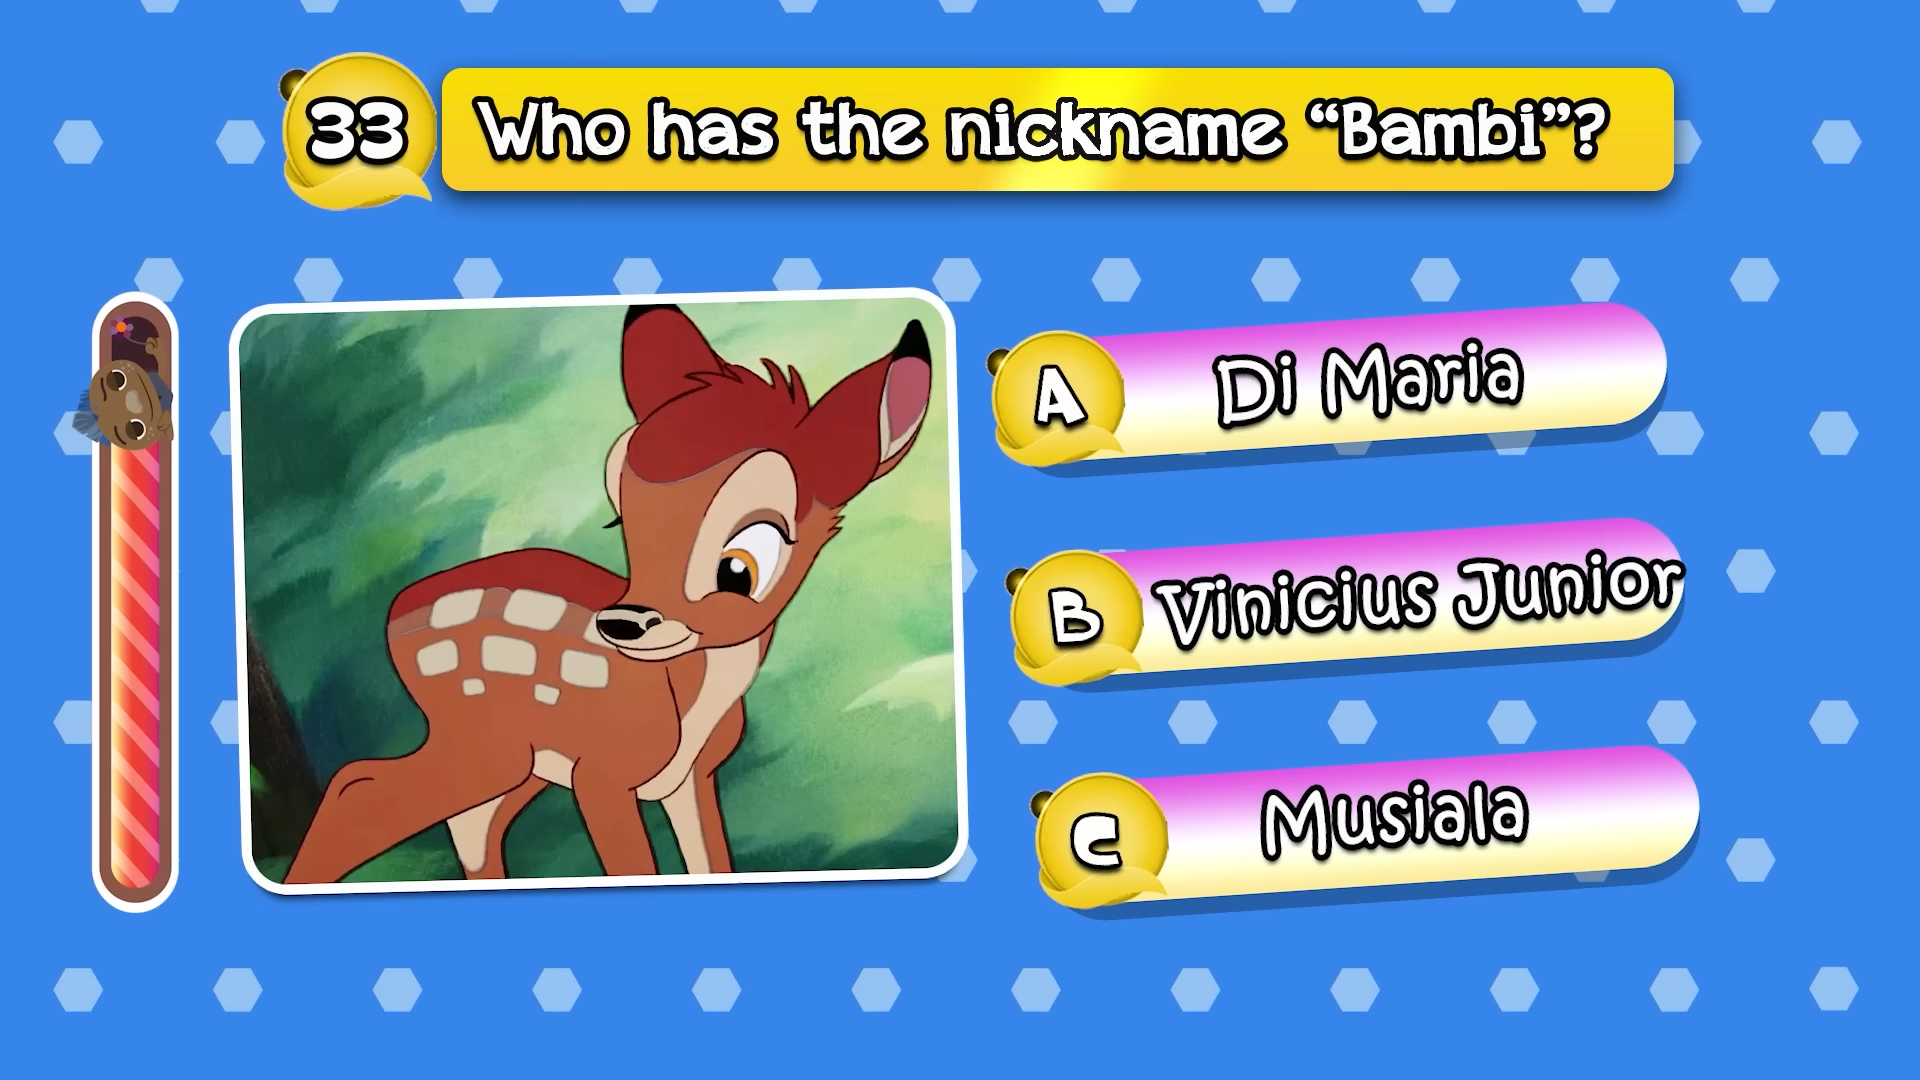 33
Who has the nickname “Bambi”?
A
Di Maria
B
Vinicius Junior
C
Musiala